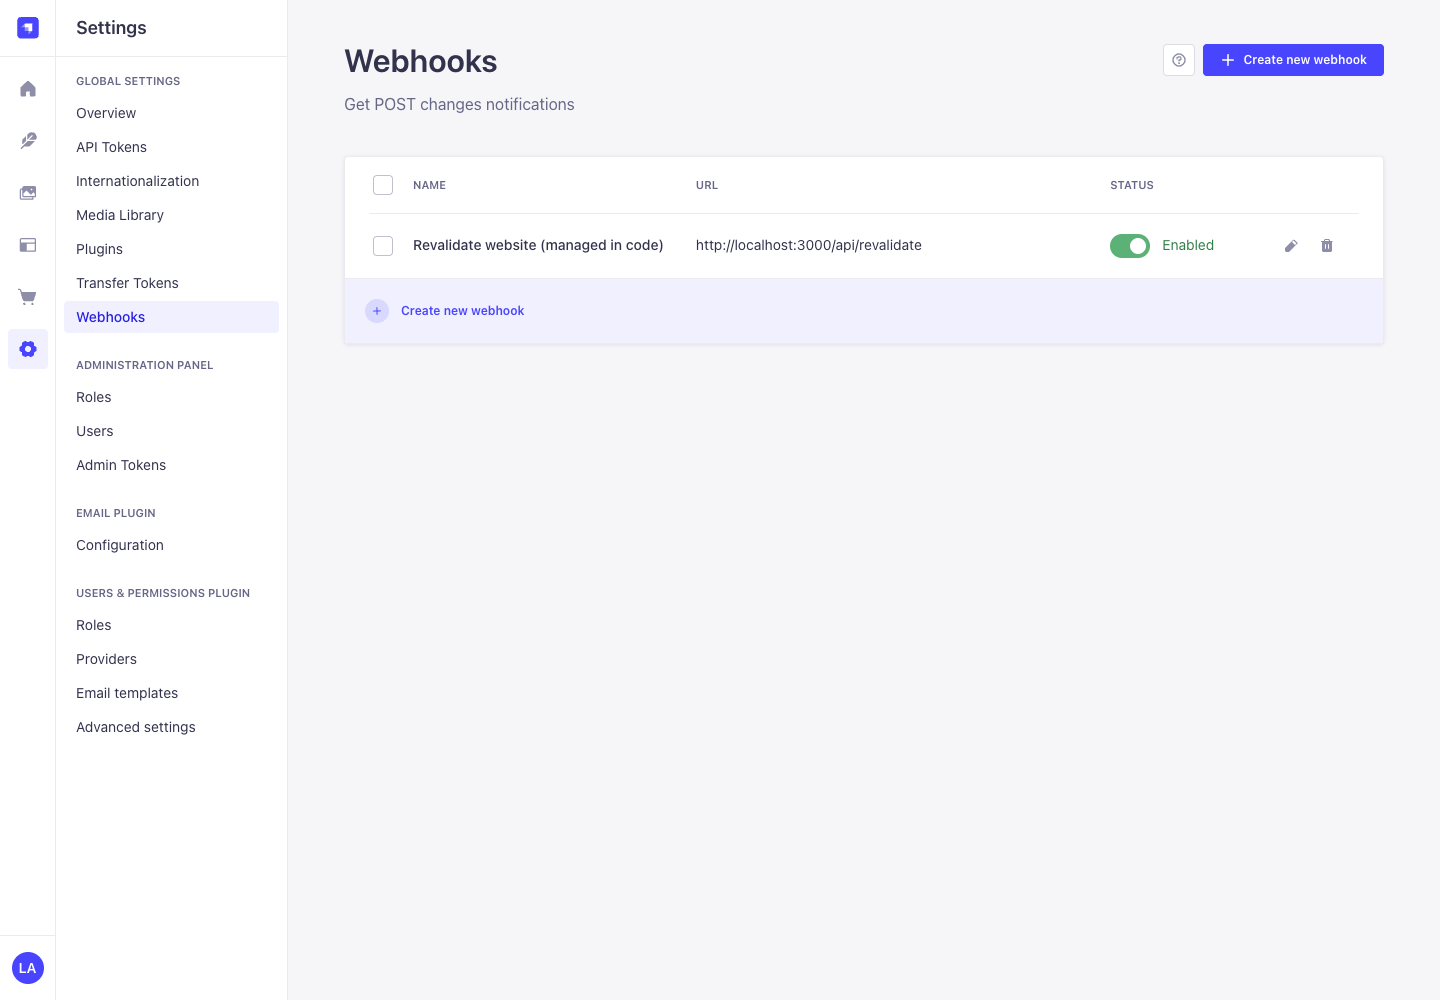 Settings
GLOBAL SETTINGS
Overview
API Tokens
Internationalization
Media Library
Plugins
Transfer Tokens
Webhooks
ADMINISTRATION PANEL
Roles
Users
Admin Tokens
EMAIL PLUGIN
Configuration
USERS & PERMISSIONS PLUGIN
Roles
Providers
Email templates
Advanced settings
LA
Webhooks
Create new webhook
Get POST changes notifications
NAME URL STATUS
Revalidate website (managed in code) http://localhost:3000/api/revalidate Enabled
Create new webhook